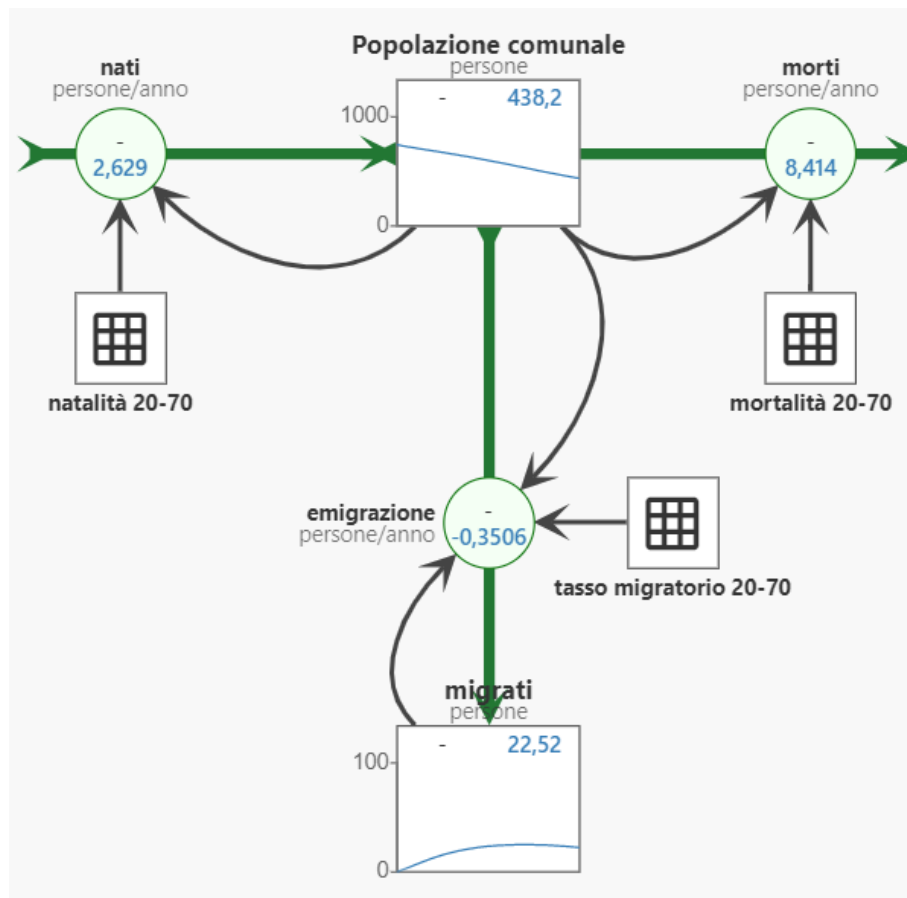 Popolazione comunale
persone
nati
persone/anno
morti
persone/anno
1000
-
438,2
0
-
2,629
-
8,414
natalità 20-70
mortalità 20-70
emigrazione
persone/anno
-
-0,3506
tasso migratorio 20-70
migrati
persone
100
-
22,52
0